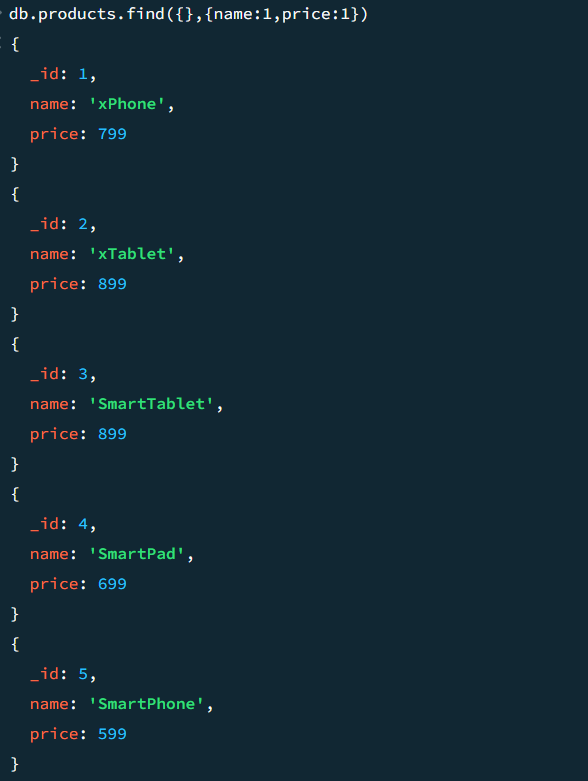 db.products.find({},{name:1,price:1})
{
_id: 1,
name: 'xPhone',
price: 799
}
{
_id: 2,
name: 'xTablet',
price: 899
}
{
_id: 3,
name: 'SmartTablet',
price: 899
}
{
_id: 4,
name: 'SmartPad',
price: 699
}
{
_id: 5,
name: 'SmartPhone',
price: 599
}